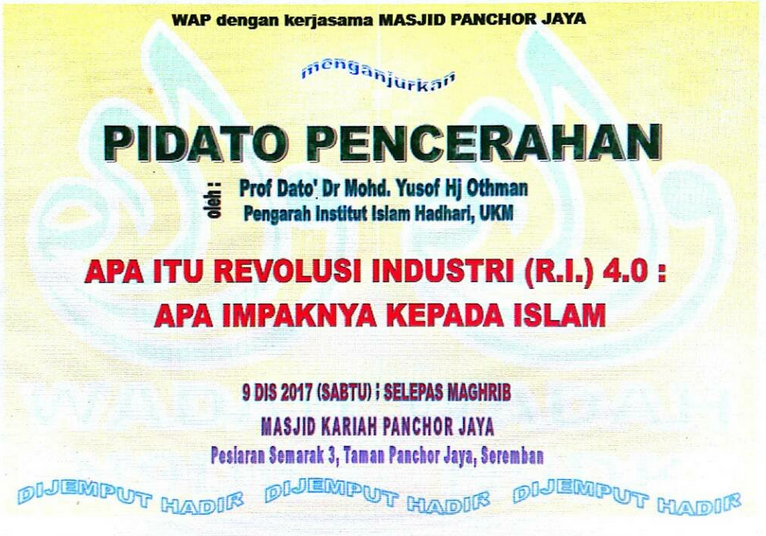 WAP dengan kerjasama MASJID PANCHOR JAYA
menganjurkan
PIDATO PENCERAHAN
oleh : Prof Dato' Dr Mohd. Yusof Hj Othman
Pengarah Institut Islam Hadhari, UKM
APA ITU REVOLUSI INDUSTRI (R.I.) 4.0 :
APA IMPAKNYA KEPADA ISLAM
9 DIS 2017 (SABTU) ; SELEPAS MAGHRIB
MASJID KARIAH PANCHOR JAYA
Pesiaran Semarak 3, Taman Panchor Jaya, Seremban
DIJEMPUT HADIR DIJEMPUT HADIR DIJEMPUT HADIR